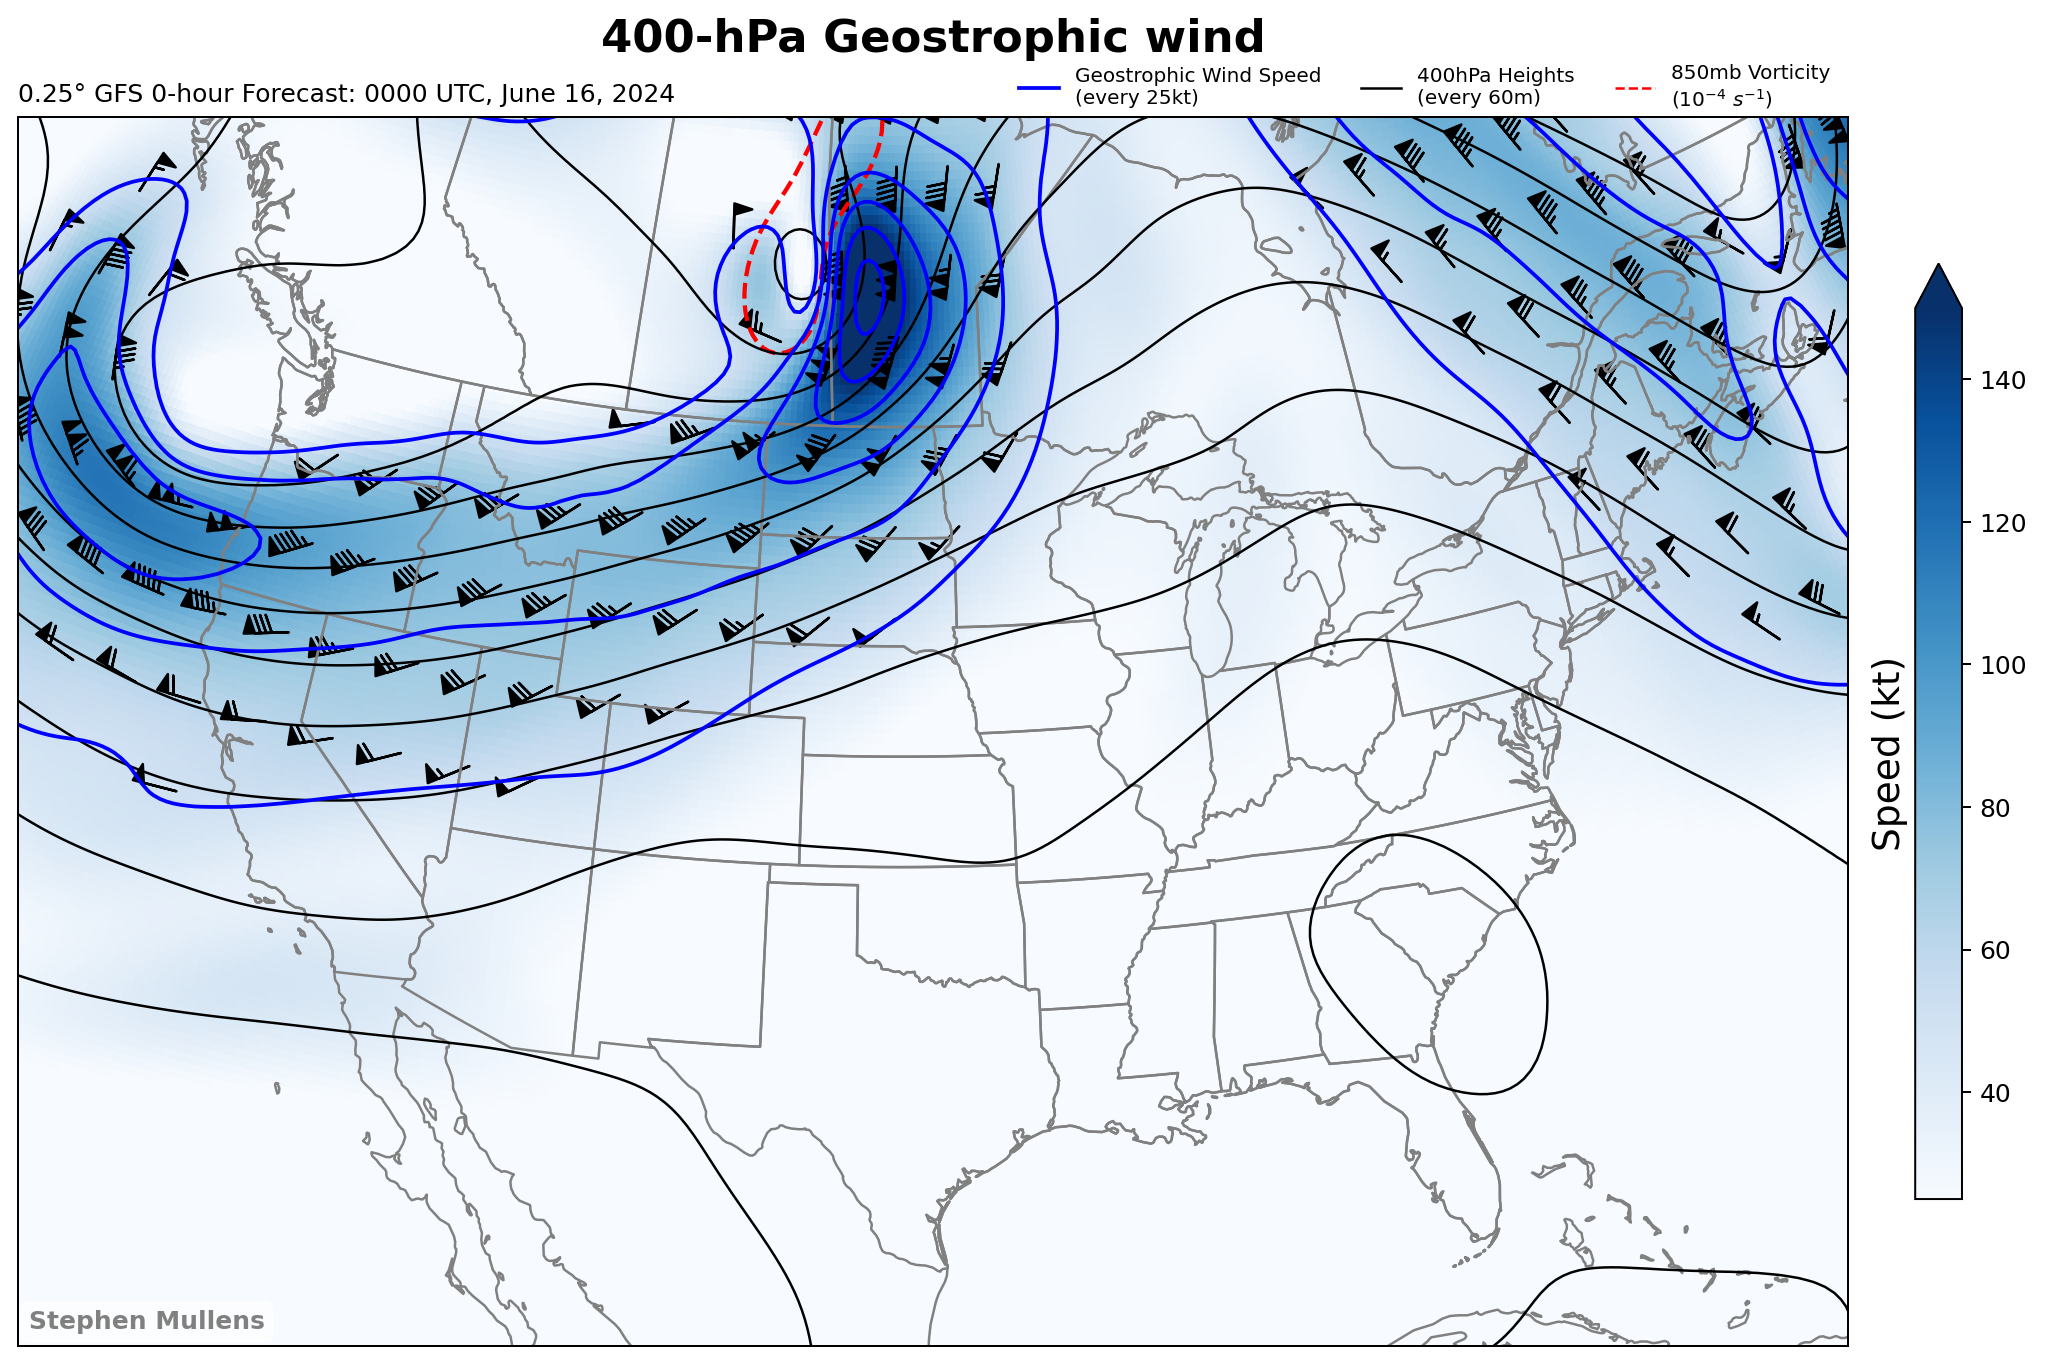 400-hPa Geostrophic wind
0.25° GFS 0-hour Forecast: 0000 UTC, June 16, 2024
Geostrophic Wind Speed
(every 25kt)
400hPa Heights
(every 60m)
850mb Vorticity
(10⁻⁴ s⁻¹)
140
120
100
80
60
40
Speed (kt)
Stephen Mullens